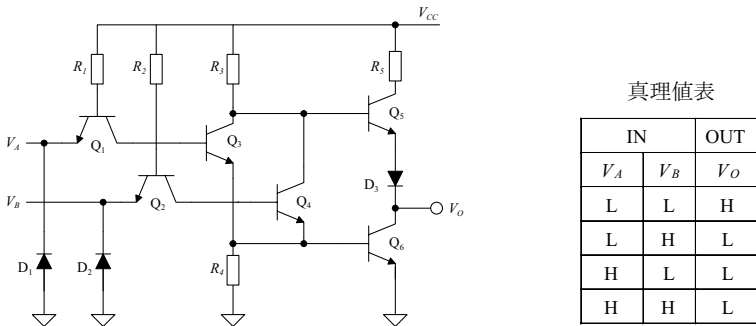 V_CC
R_1
R_2
R_3
R_5
V_A
Q_1
Q_3
Q_5
D_3
V_B
Q_2
Q_4
V_O
Q_6
D_1
D_2
R_4
真理値表
IN OUT
V_A V_B V_O
L L H
L H L
H L L
H H L